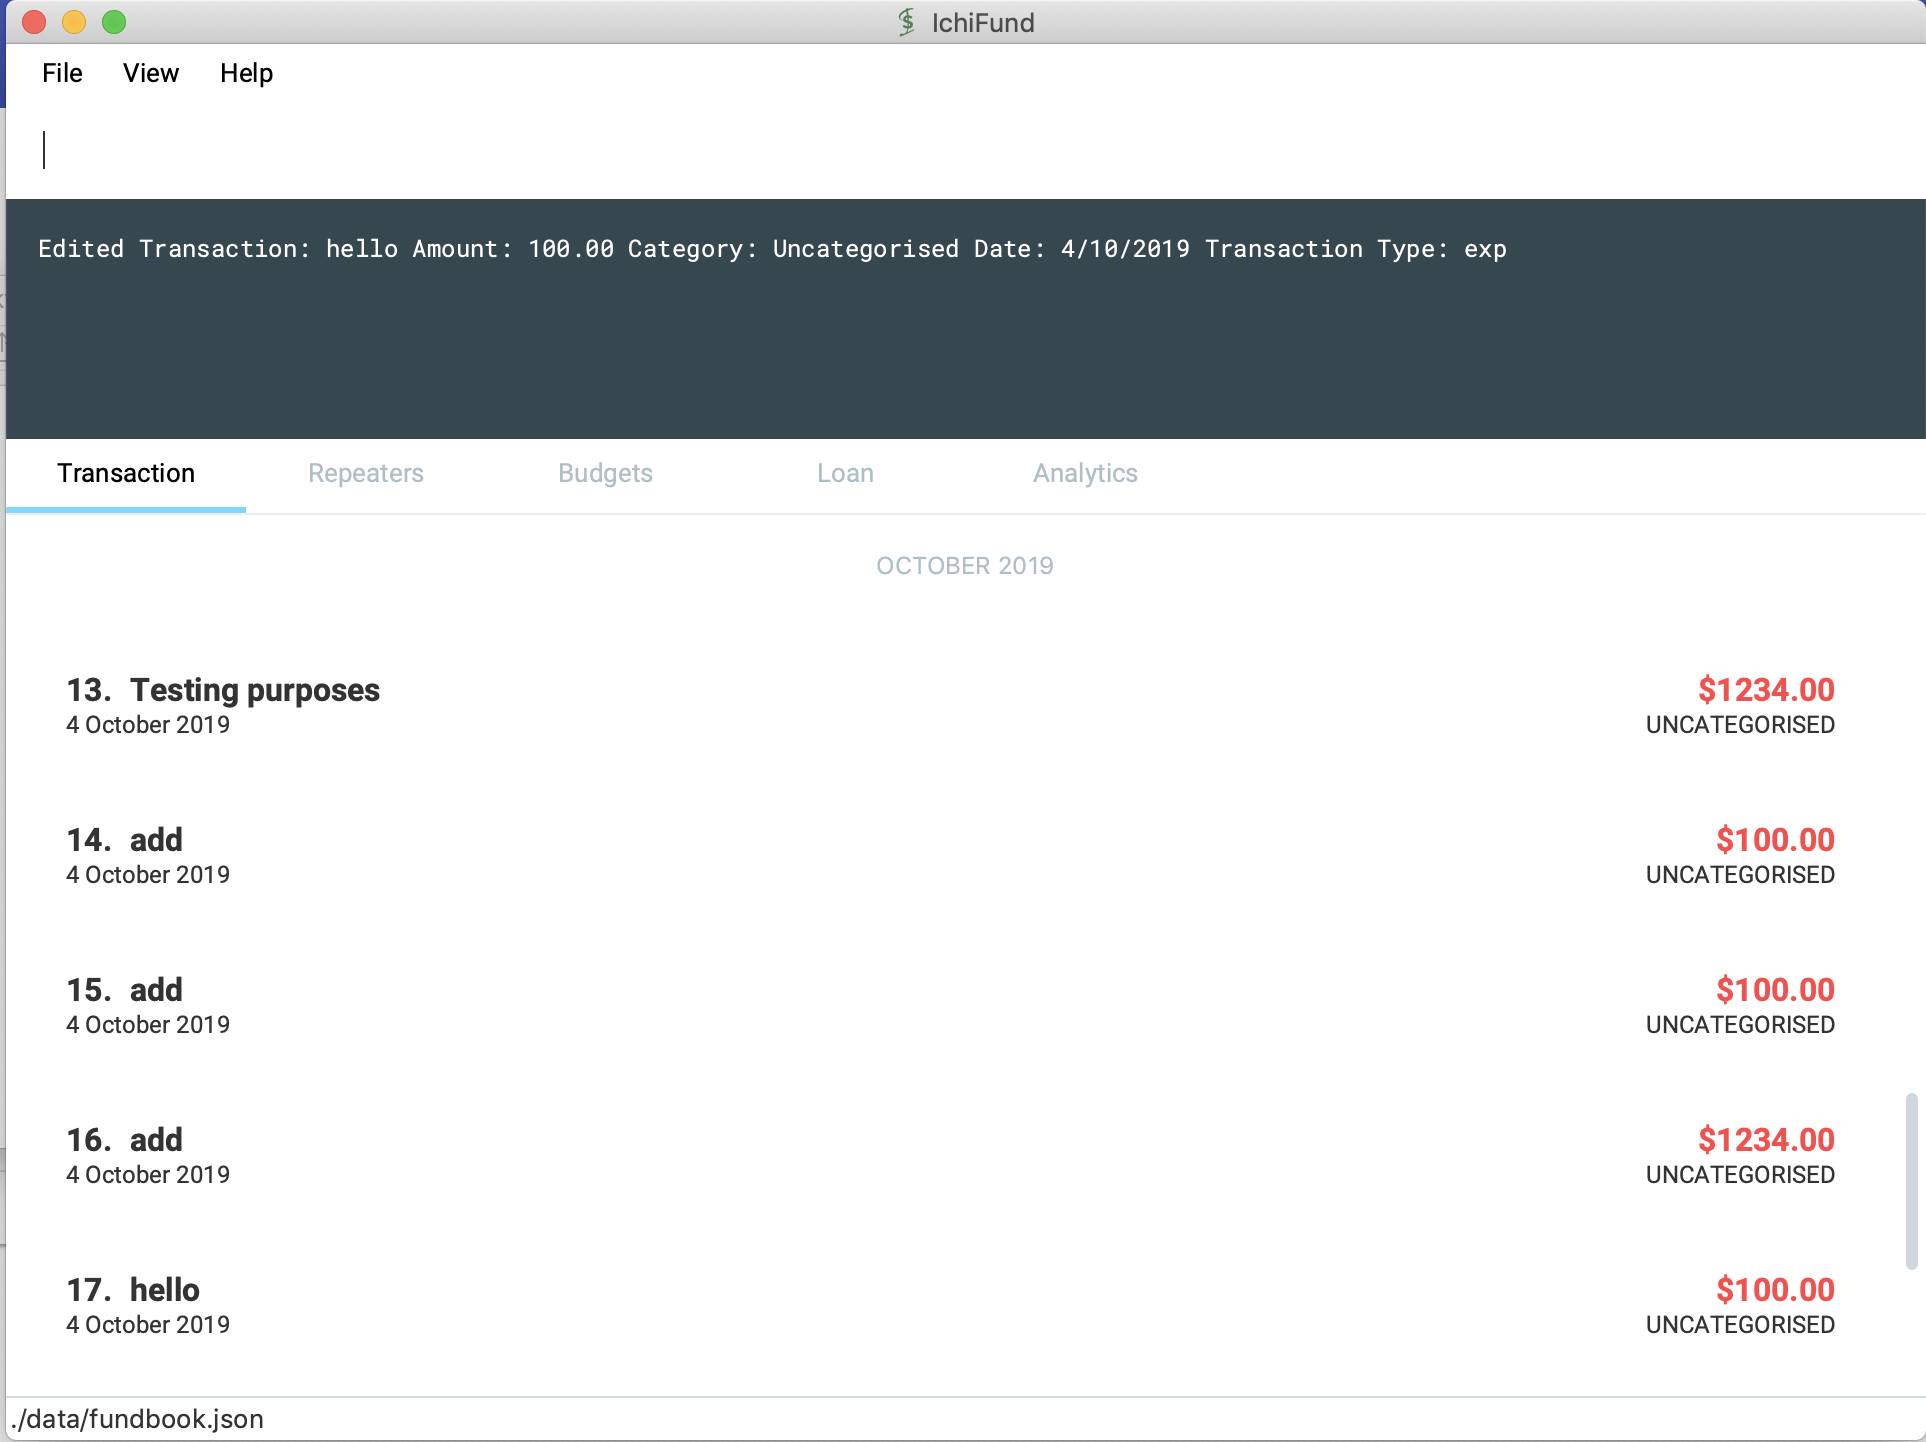 IchiFund
File View Help
Edited Transaction: hello Amount: 100.00 Category: Uncategorised Date: 4/10/2019 Transaction Type: exp
Transaction Repeaters Budgets Loan Analytics
OCTOBER 2019
13. Testing purposes $1234.00
4 October 2019 UNCATEGORISED
14. add $100.00
4 October 2019 UNCATEGORISED
15. add $100.00
4 October 2019 UNCATEGORISED
16. add $1234.00
4 October 2019 UNCATEGORISED
17. hello $100.00
4 October 2019 UNCATEGORISED
./data/fundbook.json